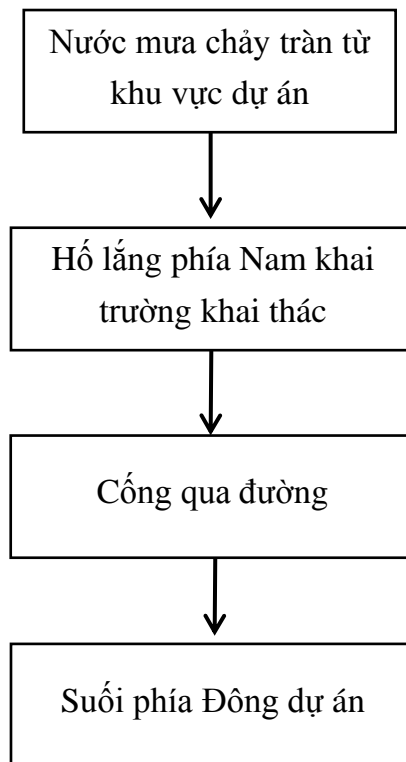 Nước mưa chảy tràn từ
khu vực dự án
Hố lắng phía Nam khai
trường khai thác
Cống qua đường
Suối phía Đông dự án